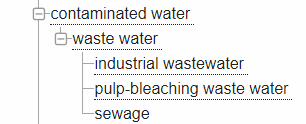 contaminated water
waste water
industrial wastewater
pulp-bleaching waste water
sewage